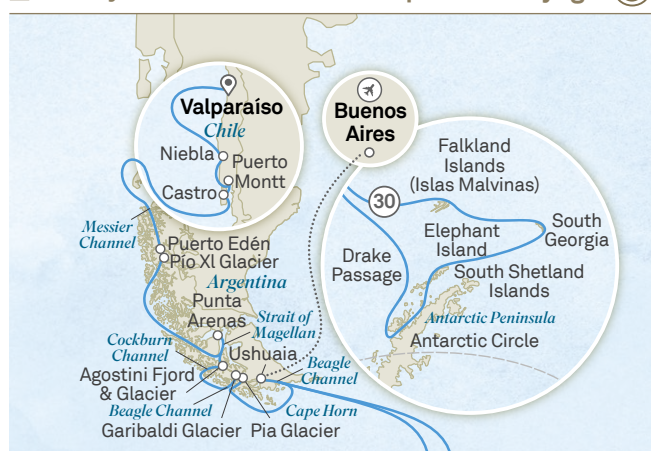 Valparaíso
Chile
Niebla
Puerto
Montt
Castro
Buenos
Aires
Falkland
Islands
(Islas Malvinas)
30
Elephant
Island
South
Georgia
Drake
Passage
South Shetland
Islands
Antarctic Peninsula
Antarctic Circle
Messier
Channel
Puerto Edén
Pío Xl Glacier
Argentina
Punta
Arenas
Strait of
Magellan
Cockburn
Channel
Ushuaia
Beagle
Channel
Agostini Fjord
& Glacier
Beagle Channel
Cape Horn
Garibaldi Glacier
Pia Glacier